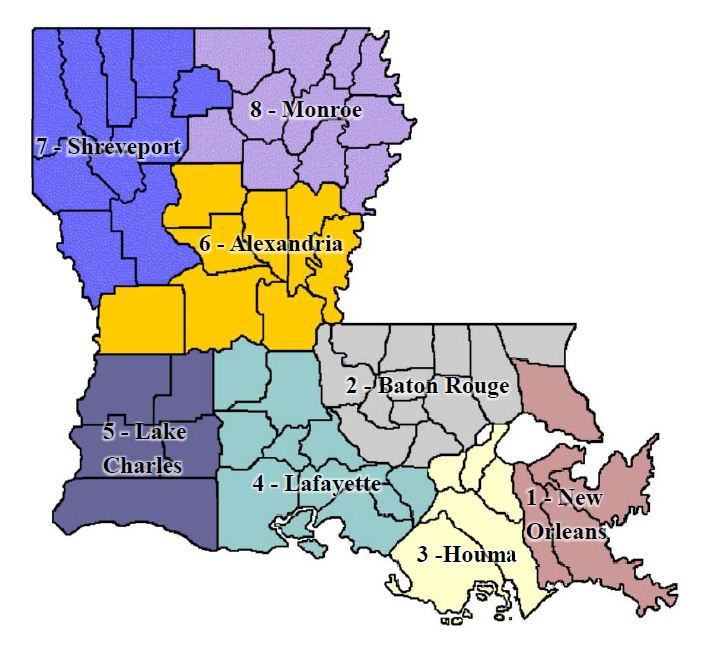 8 - Monroe
7 - Shreveport
6 - Alexandria
2 - Baton Rouge
5 - Lake
Charles
4 - Lafayette
1 - New
Orleans
3 -Houma